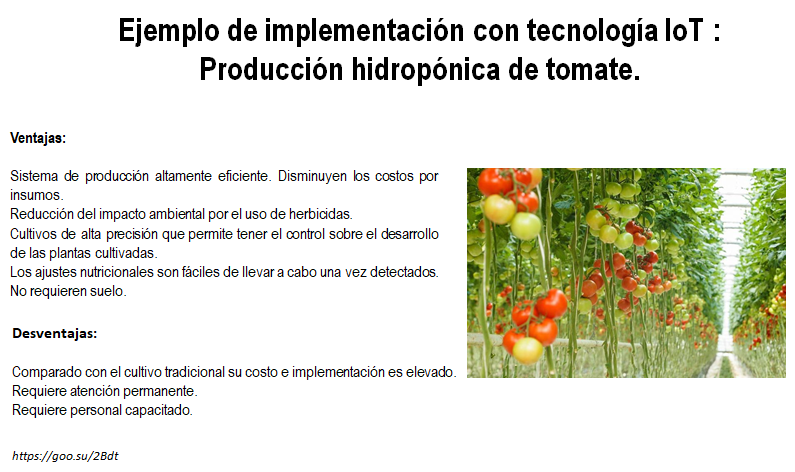 Ejemplo de implementación con tecnología IoT :
Producción hidropónica de tomate.
Ventajas:
Sistema de producción altamente eficiente. Disminuyen los costos por
insumos.
Reducción del impacto ambiental por el uso de herbicidas.
Cultivos de alta precisión que permite tener el control sobre el desarrollo
de las plantas cultivadas.
Los ajustes nutricionales son fáciles de llevar a cabo una vez detectados.
No requieren suelo.
Desventajas:
Comparado con el cultivo tradicional su costo e implementación es elevado.
Requiere atención permanente.
Requiere personal capacitado.
https://goo.su/2Bdt